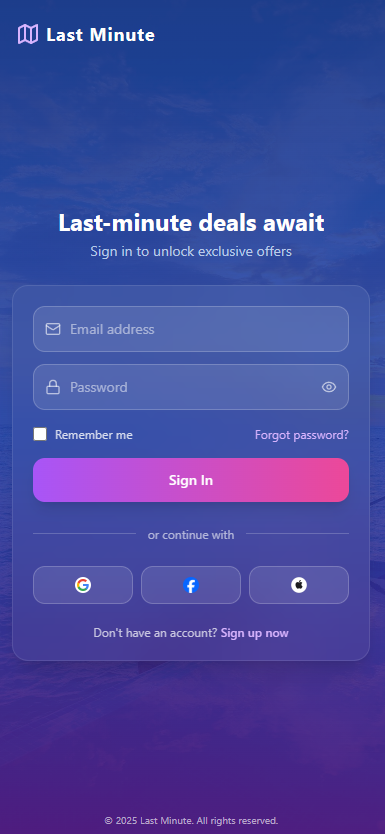 Last Minute
Last-minute deals await
Sign in to unlock exclusive offers
Email address
Password
Remember me
Forgot password?
Sign In
or continue with
Don't have an account? Sign up now
© 2025 Last Minute. All rights reserved.